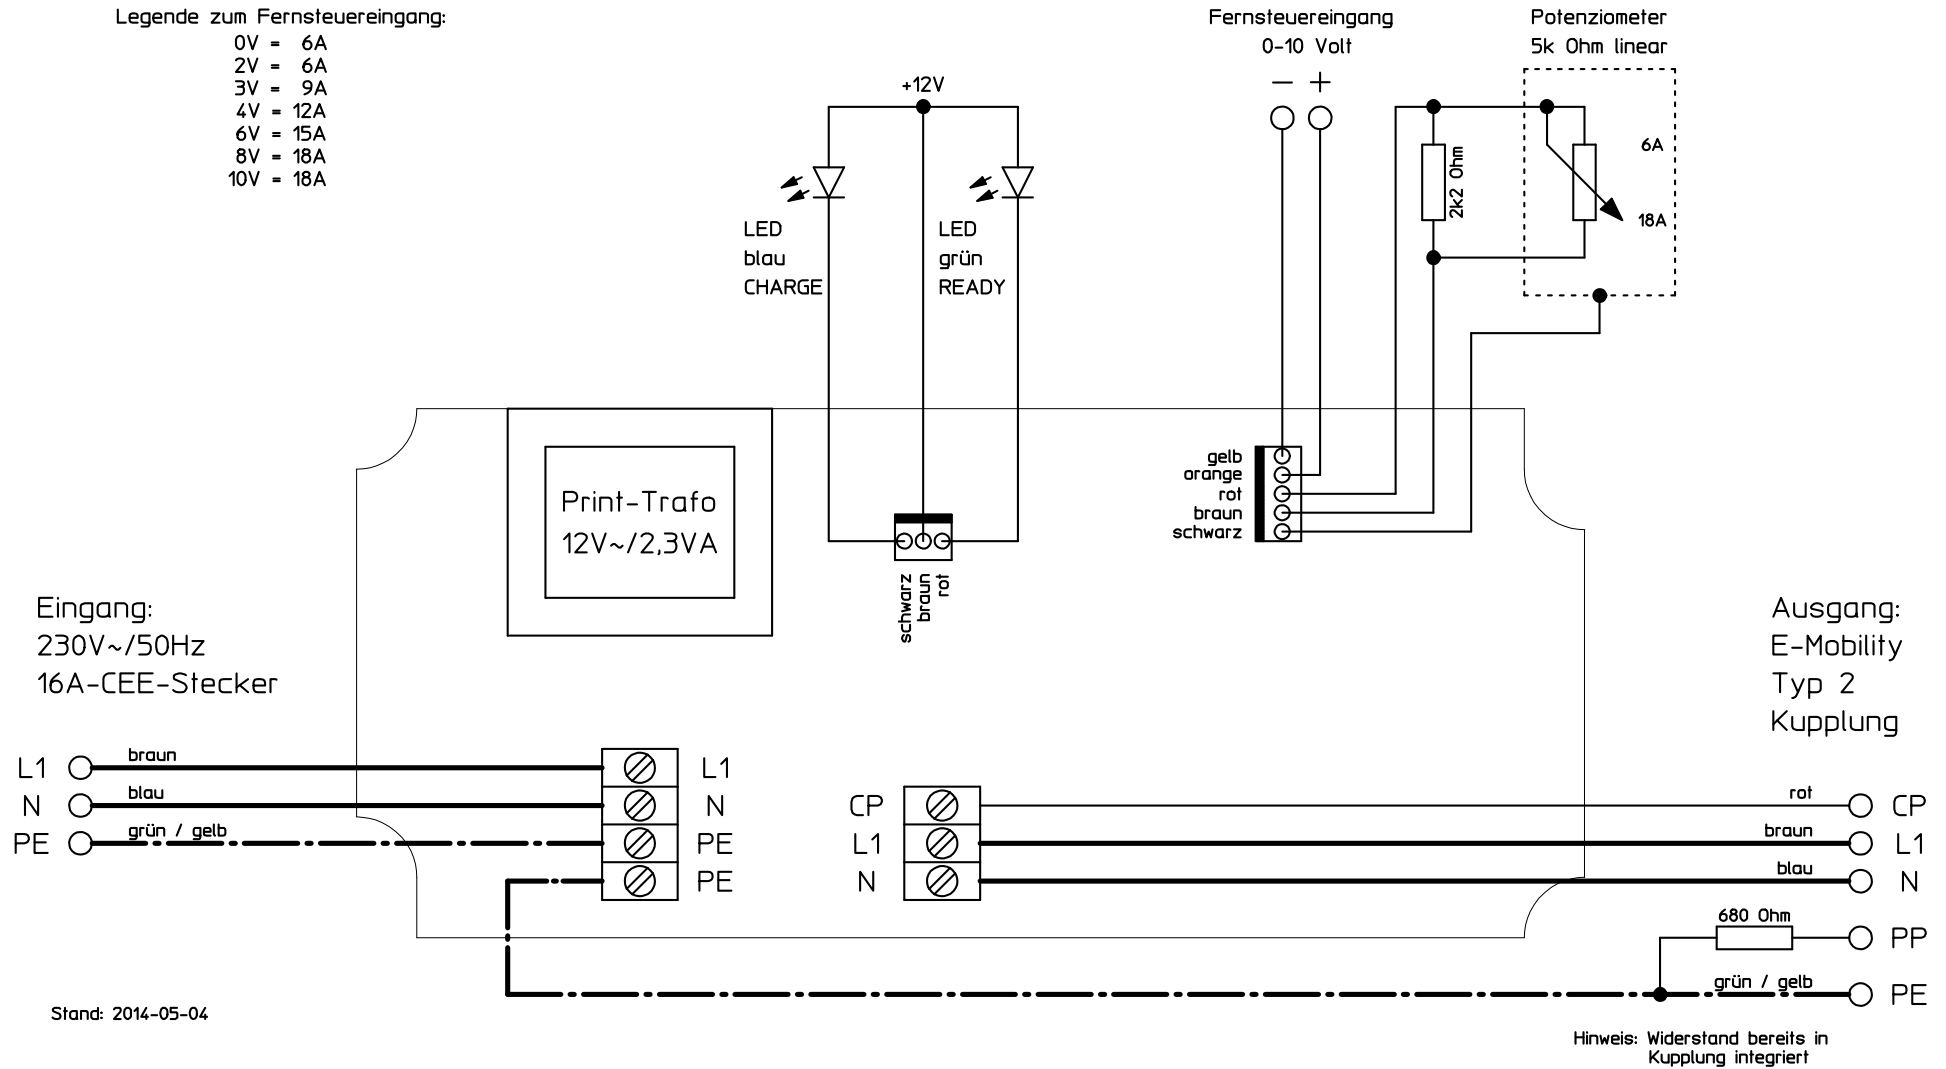 Legende zum Fernsteuereingang:
0V = 6A
2V = 6A
3V = 9A
4V = 12A
6V = 15A
8V = 18A
10V = 18A
Fernsteuereingang
0-10 Volt
− +
Potenziometer
5k Ohm linear
+12V
2k2 Ohm
6A
18A
LED
blau
CHARGE
LED
grün
READY
gelb
orange
rot
braun
schwarz
Print-Trafo
12V~/2,3VA
schwarz
braun
rot
Eingang:
230V~/50Hz
16A-CEE-Stecker
Ausgang:
E-Mobility
Typ 2
Kupplung
L1 braun L1
N blau N
PE grün / gelb PE
PE
CP rot CP
L1 braun L1
N blau N
680 Ohm PP
grün / gelb PE
Stand: 2014-05-04
Hinweis: Widerstand bereits in
Kupplung integriert